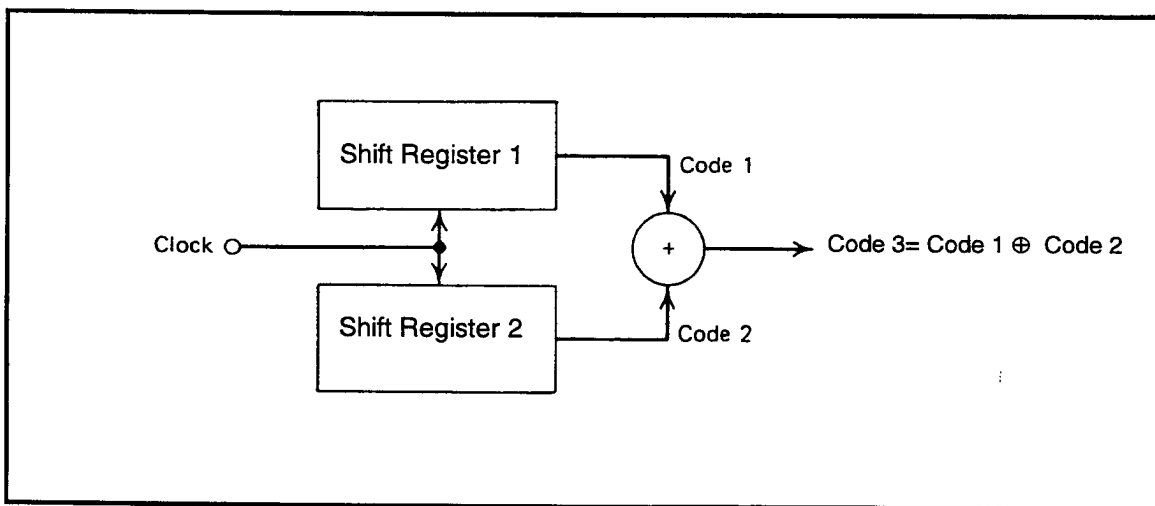 Shift Register 1
Code 1
Clock
+
Code 3= Code 1 ⊕ Code 2
Shift Register 2
Code 2